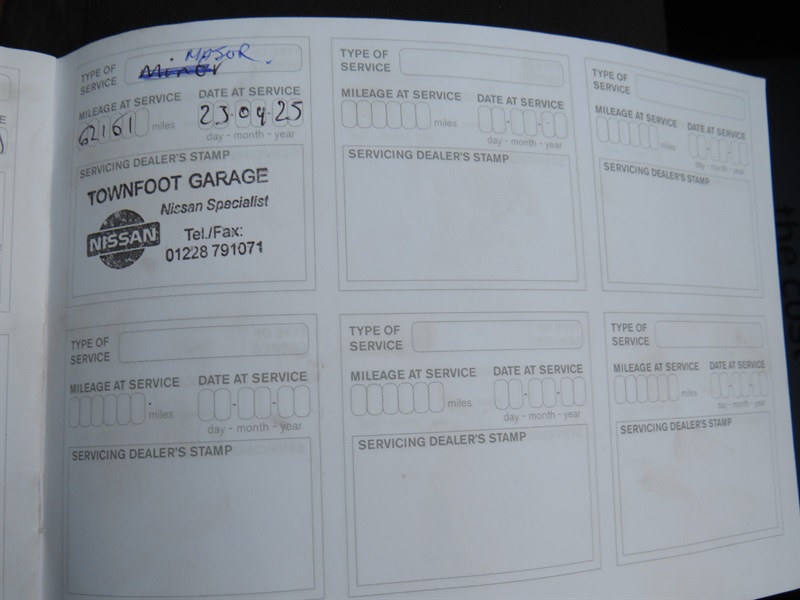 TYPE OF SERVICE Minor MAJOR.
MILEAGE AT SERVICE
62161 miles
DATE AT SERVICE
23-04-25
day - month - year
SERVICING DEALER'S STAMP
TOWNFOOT GARAGE
Nissan Specialist
NISSAN
Tel./Fax:
01228 791071
TYPE OF SERVICE
MILEAGE AT SERVICE
miles
DATE AT SERVICE
day - month - year
SERVICING DEALER'S STAMP
TYPE OF SERVICE
MILEAGE AT SERVICE
miles
DATE AT SERVICE
day - month - year
SERVICING DEALER'S STAMP
TYPE OF SERVICE
MILEAGE AT SERVICE
miles
DATE AT SERVICE
day - month - year
SERVICING DEALER'S STAMP
TYPE OF SERVICE
MILEAGE AT SERVICE
miles
DATE AT SERVICE
day - month - year
SERVICING DEALER'S STAMP
TYPE OF SERVICE
MILEAGE AT SERVICE
miles
DATE AT SERVICE
day - month - year
SERVICING DEALER'S STAMP
the cost